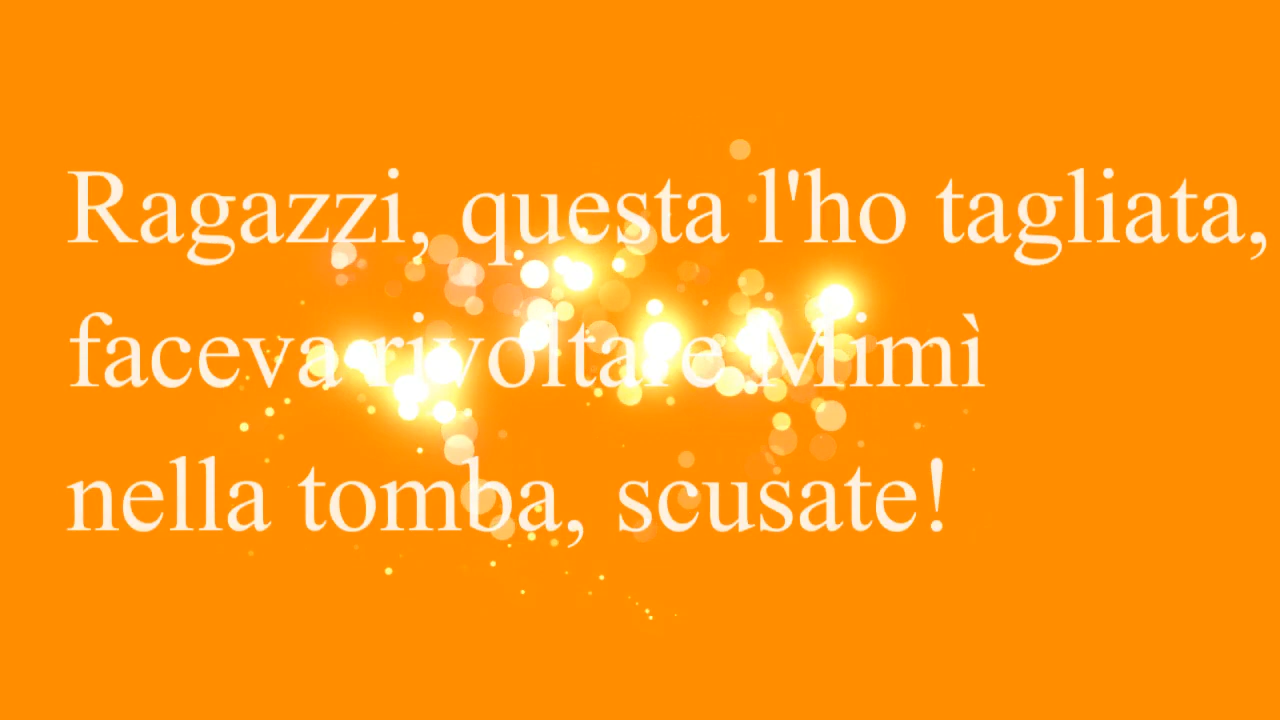 Ragazzi, questa l'ho tagliata,
faceva rivoltare Mimì
nella tomba, scusate!